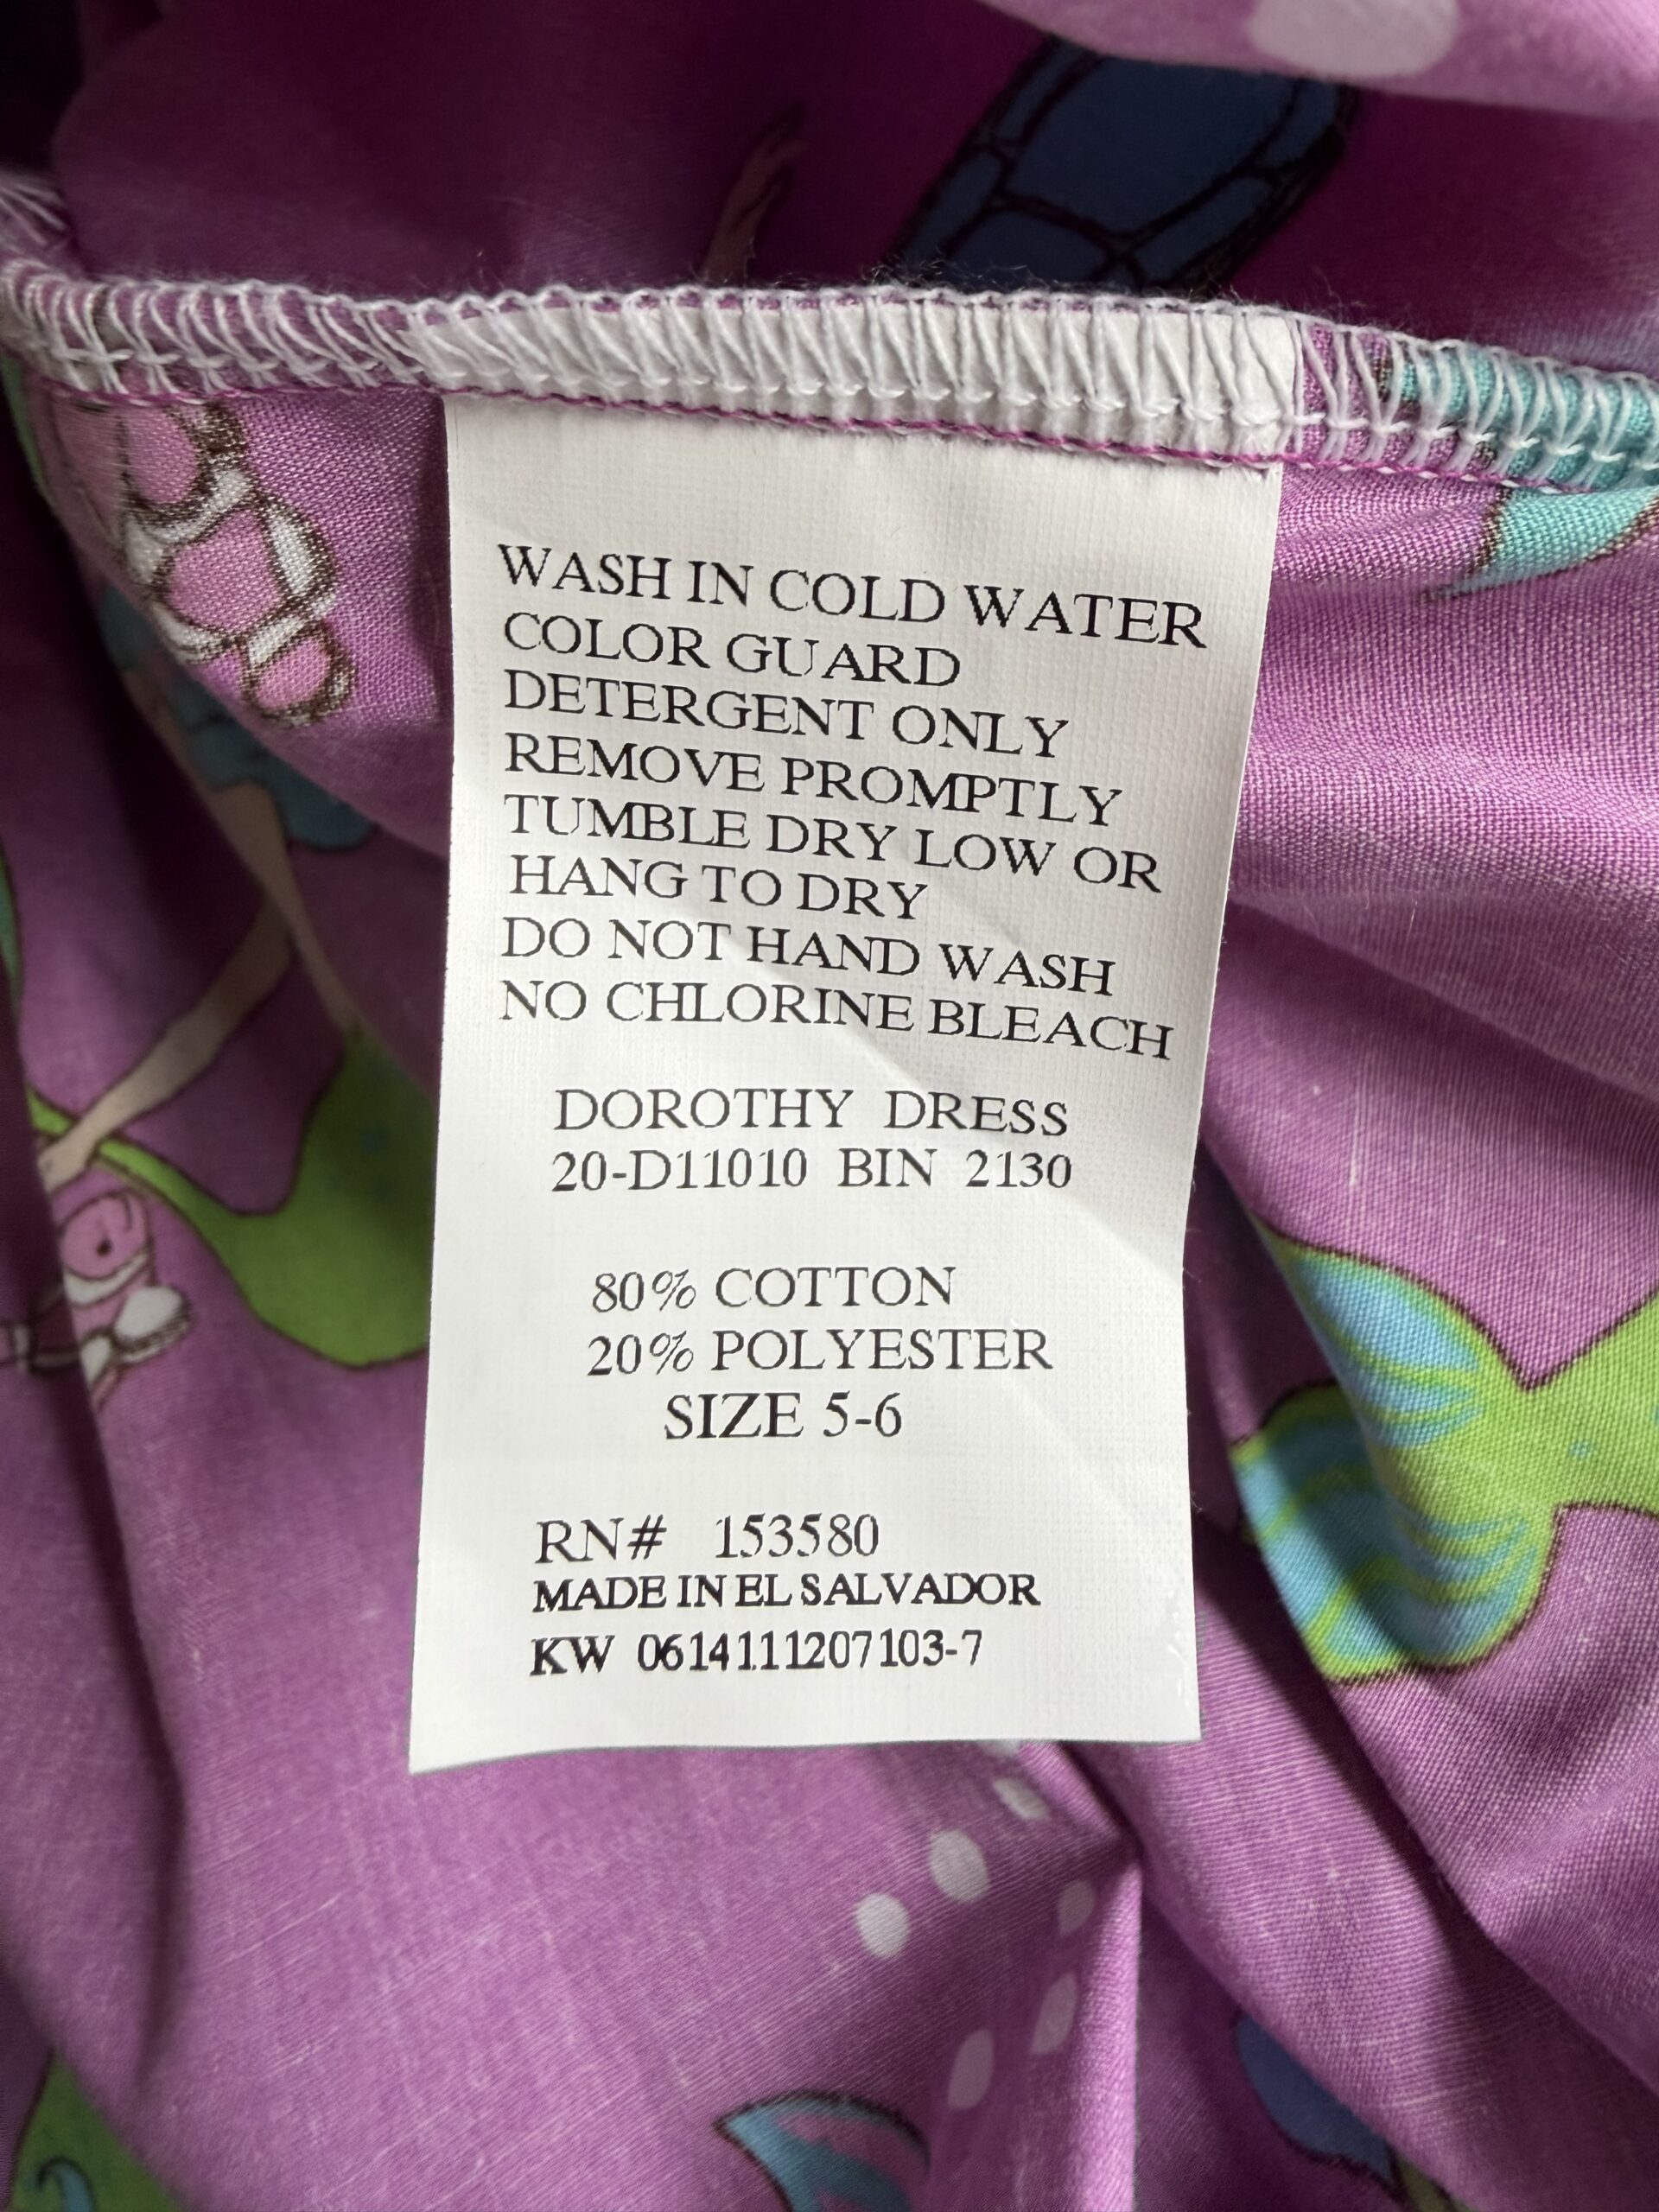 WASH IN COLD WATER
COLOR GUARD
DETERGENT ONLY
REMOVE PROMPTLY
TUMBLE DRY LOW OR
HANG TO DRY
DO NOT HAND WASH
NO CHLORINE BLEACH
DOROTHY DRESS
20-D11010 BIN 2130
80% COTTON
20% POLYESTER
SIZE 5-6
RN# 153580
MADE IN EL SALVADOR
KW 0614111207103-7